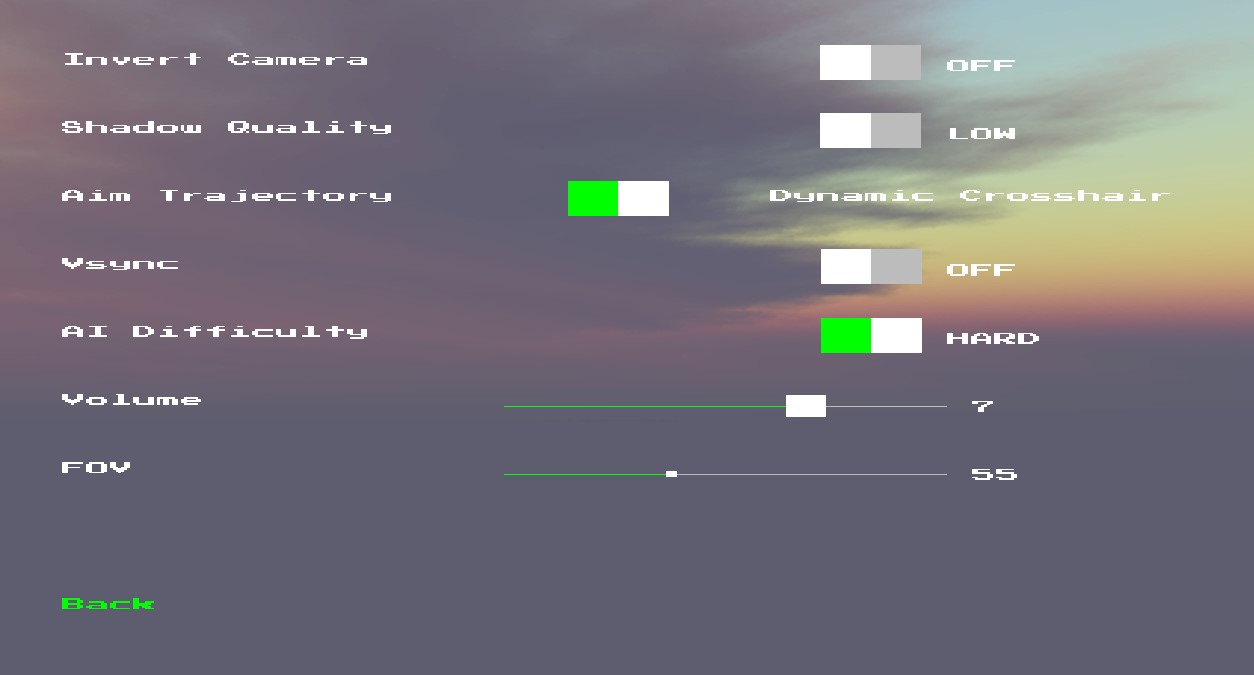 Invert Camera OFF
Shadow Quality LOW
Aim Trajectory Dynamic Crosshair
Vsync OFF
AI Difficulty HARD
Volume 7
FOV 55
Back